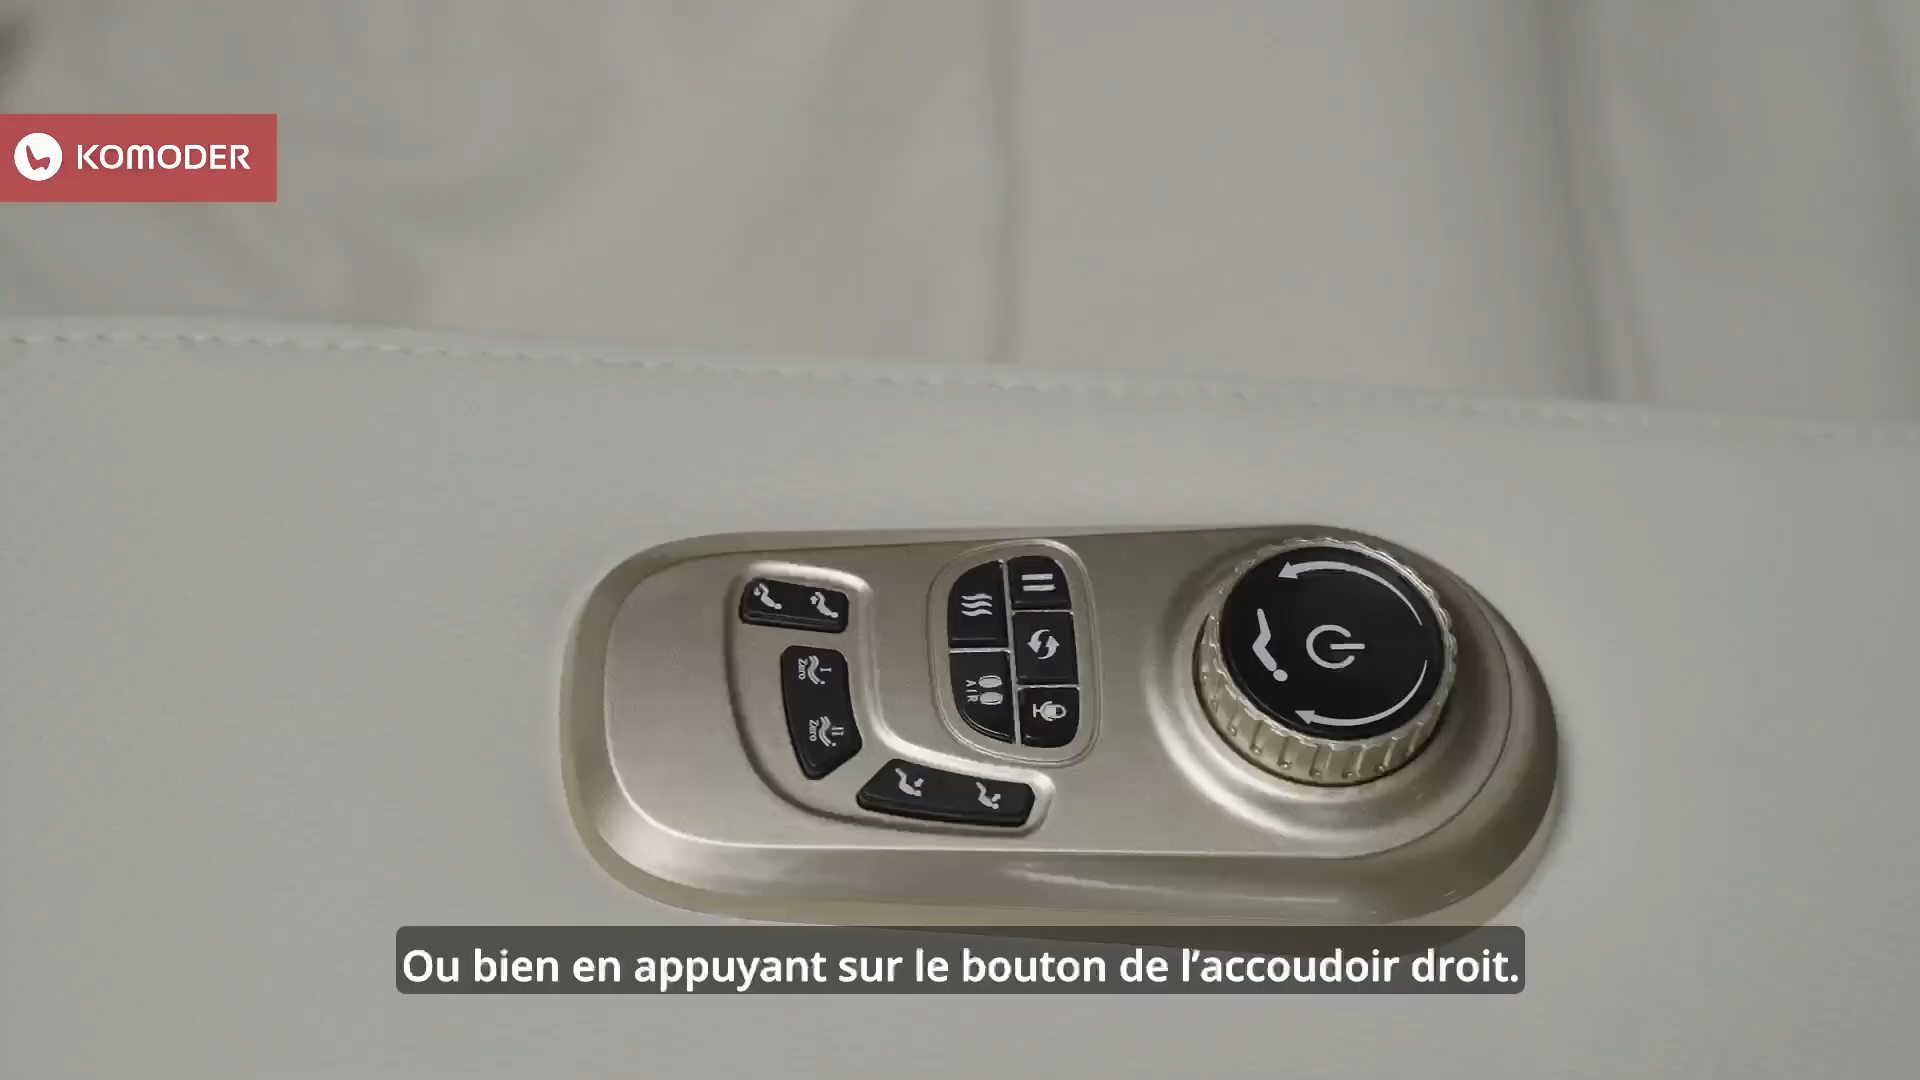 KOMODER
I
Zero
II
Zero
AIR
Ou bien en appuyant sur le bouton de l’accoudoir droit.